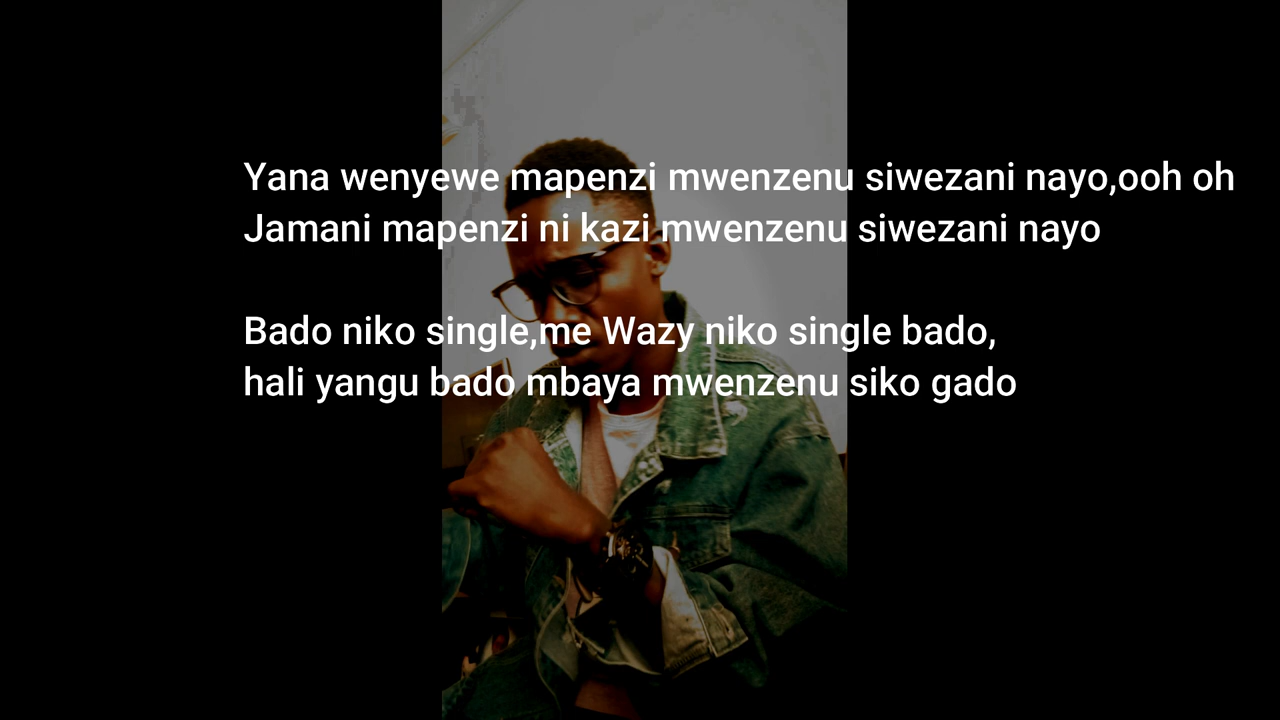 Yana wenyewe mapenzi mwenzenu siwezani nayo,ooh oh
Jamani mapenzi ni kazi mwenzenu siwezani nayo
Bado niko single,me Wazy niko single bado,
hali yangu bado mbaya mwenzenu siko gado